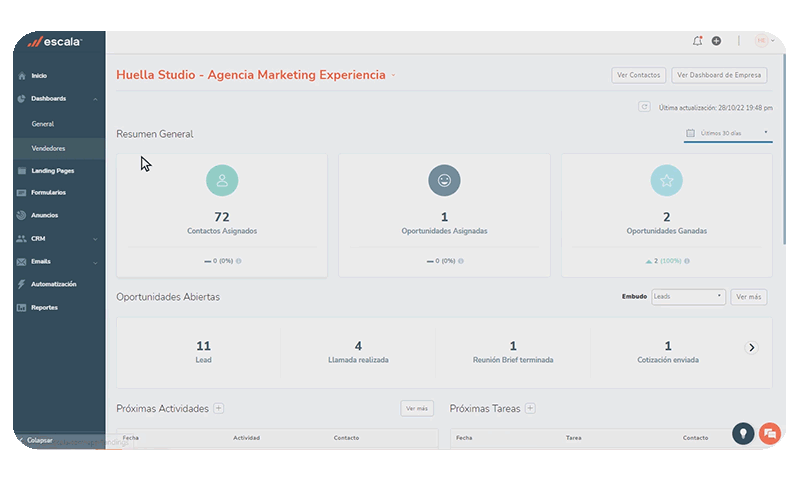 escala
Inicio
Dashboards
General
Vendedores
Landing Pages
Formularios
Anuncios
CRM
Emails
Automatización
Reportes
Colapsar
Huella Studio - Agencia Marketing Experiencia
Ver Contactos
Ver Dashboard de Empresa
Última actualización: 28/10/22 19:48 pm
Resumen General
Últimos 30 días
72
Contactos Asignados
0 (0%)
1
Oportunidades Asignadas
0 (0%)
2
Oportunidades Ganadas
2 (100%)
Oportunidades Abiertas
Embudo
Leads
Ver más
11
Lead
4
Llamada realizada
1
Reunión Brief terminada
1
Cotización enviada
Próximas Actividades
Ver más
Fecha Actividad Contacto
Próximas Tareas
Fecha Tarea Contacto